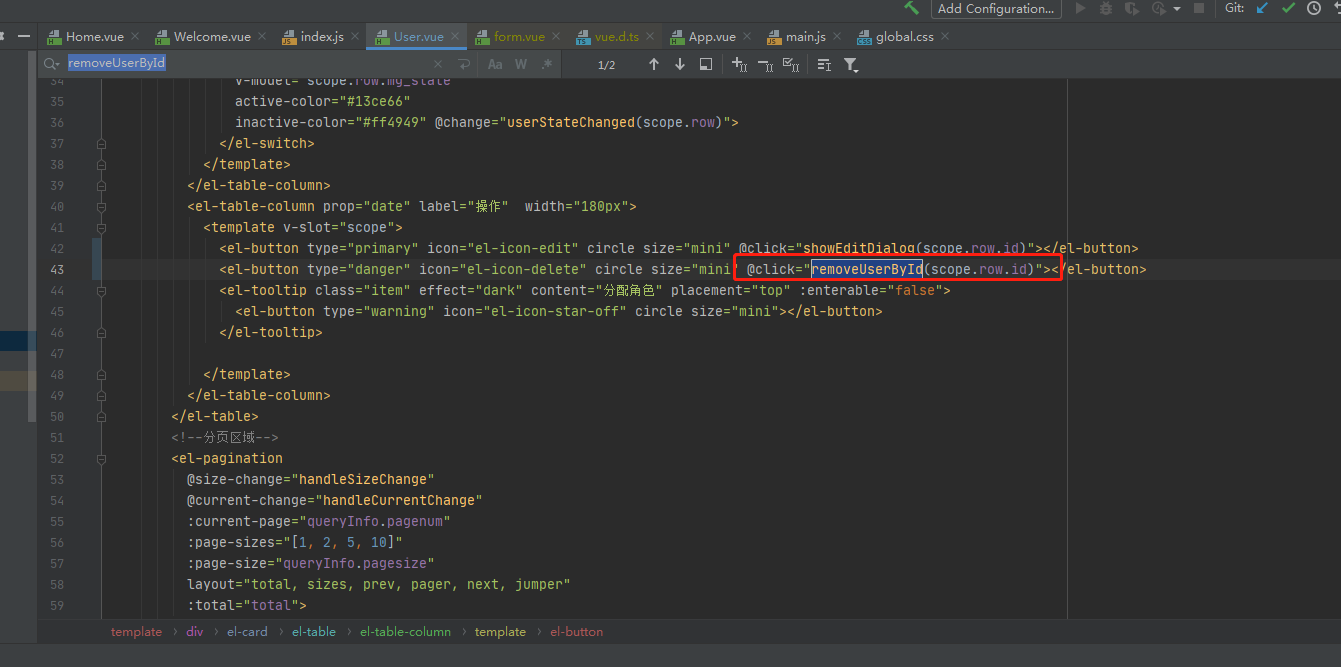 Add Configuration... Git:
Home.vue Welcome.vue index.js User.vue form.vue vue.d.ts App.vue main.js global.css
removeUserById Aa W .* 1/2
34 v-model="scope.row.mg_state
35 active-color="#13ce66"
36 inactive-color="#ff4949" @change="userStateChanged(scope.row)">
37 </el-switch>
38 </template>
39 </el-table-column>
40 <el-table-column prop="date" label="操作"  width="180px">
41 <template v-slot="scope">
42 <el-button type="primary" icon="el-icon-edit" circle size="mini" @click="showEditDialog(scope.row.id)"></el-button>
43 <el-button type="danger" icon="el-icon-delete" circle size="mini" @click="removeUserById(scope.row.id)"></el-button>
44 <el-tooltip class="item" effect="dark" content="分配角色" placement="top" :enterable="false">
45 <el-button type="warning" icon="el-icon-star-off" circle size="mini"></el-button>
46 </el-tooltip>
47
48 </template>
49 </el-table-column>
50 </el-table>
51 <!--分页区域-->
52 <el-pagination
53 @size-change="handleSizeChange"
54 @current-change="handleCurrentChange"
55 :current-page="queryInfo.pagenum"
56 :page-sizes="[1, 2, 5, 10]"
57 :page-size="queryInfo.pagesize"
58 layout="total, sizes, prev, pager, next, jumper"
59 :total="total">
template › div › el-card › el-table › el-table-column › template › el-button